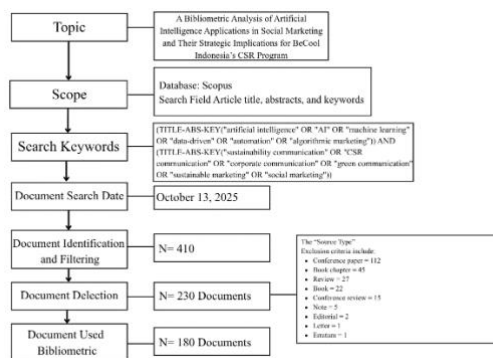 Topic
A Bibliometric Analysis of Artificial
Intelligence Applications in Social Marketing
and Their Strategic Implications for BeCool
Indonesia's CSR Program
Scope
Database: Scopus
Search Field Article title, abstracts, and keywords
Search Keywords
(TITLE-ABS-KEY("artificial intelligence" OR "AI" OR "machine learning"
OR "data-driven" OR "automation" OR "algorithmic marketing")) AND
(TITLE-ABS-KEY("sustainability communication" OR "CSR
communication" OR "corporate communication" OR "green communication"
OR "sustainable marketing" OR "social marketing"))
Document Search Date
October 13, 2025
Document Identification
and Filtering
N= 410
Document Delection
N= 230 Documents
The "Source Type"
Exclusion criteria include:
• Conference paper = 112
• Book chapter = 45
• Review = 27
• Book = 22
• Conference review = 15
• Note = 5
• Editorial = 2
• Letter = 1
• Erratum = 1
Document Used
Bibliometric
N= 180 Documents